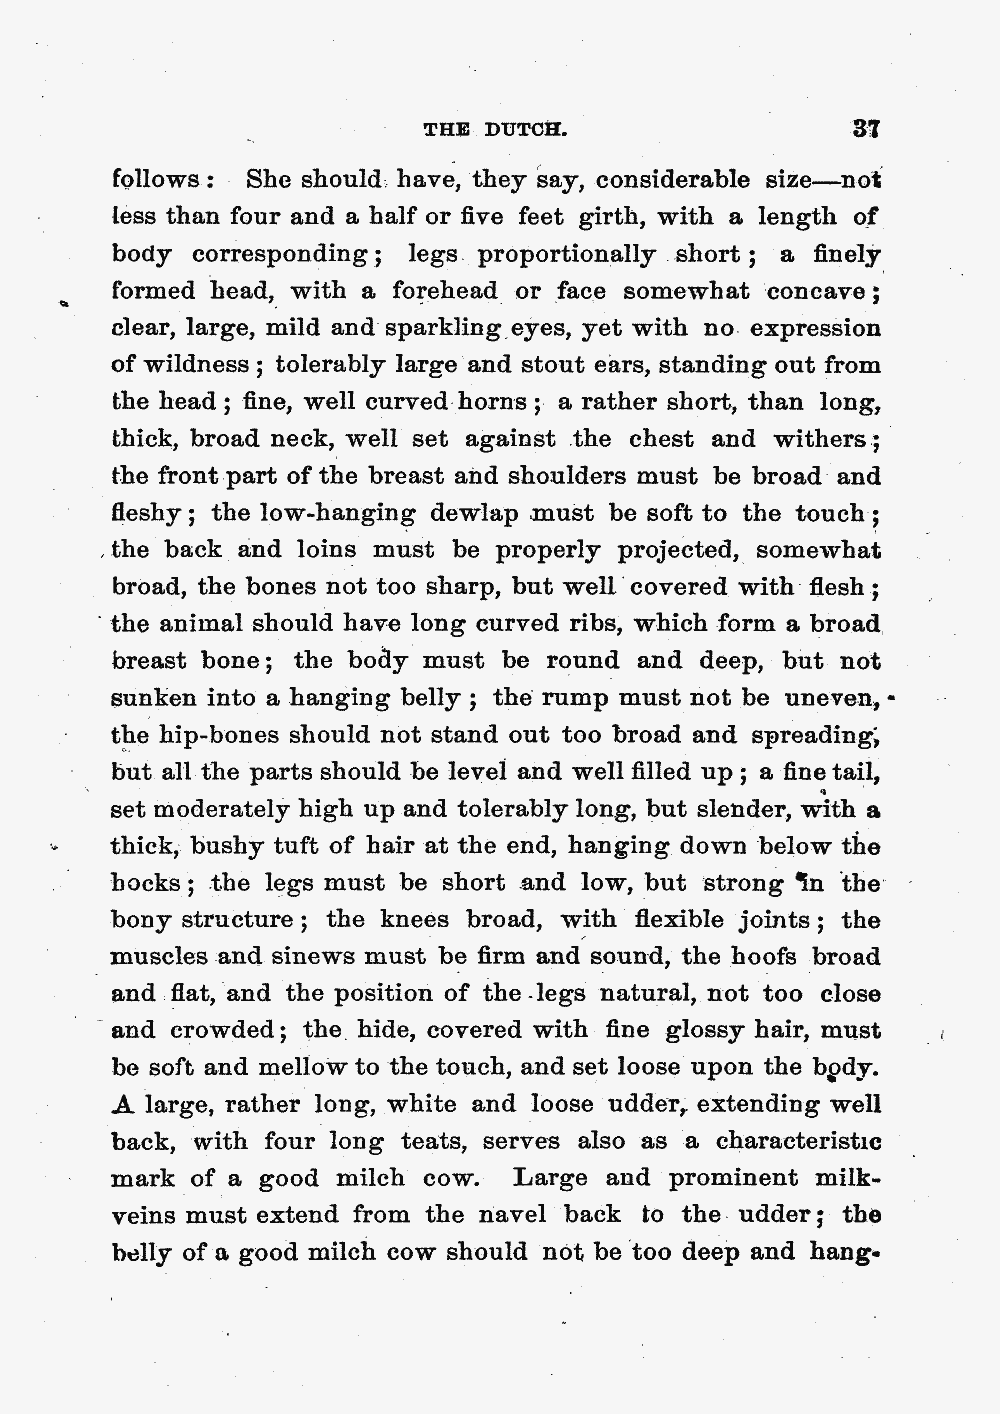 THE DUTCH. 37
follows: She should have, they say, considerable size—not
less than four and a half or five feet girth, with a length of
body corresponding; legs proportionally short; a finely
formed head, with a forehead or face somewhat concave;
clear, large, mild and sparkling eyes, yet with no expression
of wildness; tolerably large and stout ears, standing out from
the head; fine, well curved horns; a rather short, than long,
thick, broad neck, well set against the chest and withers;
the front part of the breast and shoulders must be broad and
fleshy; the low-hanging dewlap must be soft to the touch;
the back and loins must be properly projected, somewhat
broad, the bones not too sharp, but well covered with flesh;
the animal should have long curved ribs, which form a broad
breast bone; the body must be round and deep, but not
sunken into a hanging belly; the rump must not be uneven,
the hip-bones should not stand out too broad and spreading,
but all the parts should be level and well filled up; a fine tail,
set moderately high up and tolerably long, but slender, with a
thick, bushy tuft of hair at the end, hanging down below the
hocks; the legs must be short and low, but strong in the
bony structure; the knees broad, with flexible joints; the
muscles and sinews must be firm and sound, the hoofs broad
and flat, and the position of the legs natural, not too close
and crowded; the hide, covered with fine glossy hair, must
be soft and mellow to the touch, and set loose upon the body.
A large, rather long, white and loose udder, extending well
back, with four long teats, serves also as a characteristic
mark of a good milch cow. Large and prominent milk-
veins must extend from the navel back to the udder; the
belly of a good milch cow should not be too deep and hang-